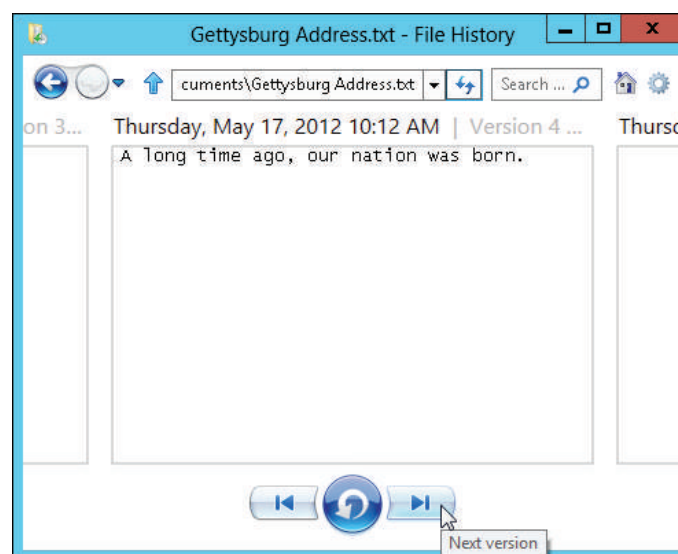 Gettysburg Address.txt - File History
cuments\Gettysburg Address.txt Search ...
on 3... Thursday, May 17, 2012 10:12 AM | Version 4 ... Thursd
A long time ago, our nation was born.
Next version